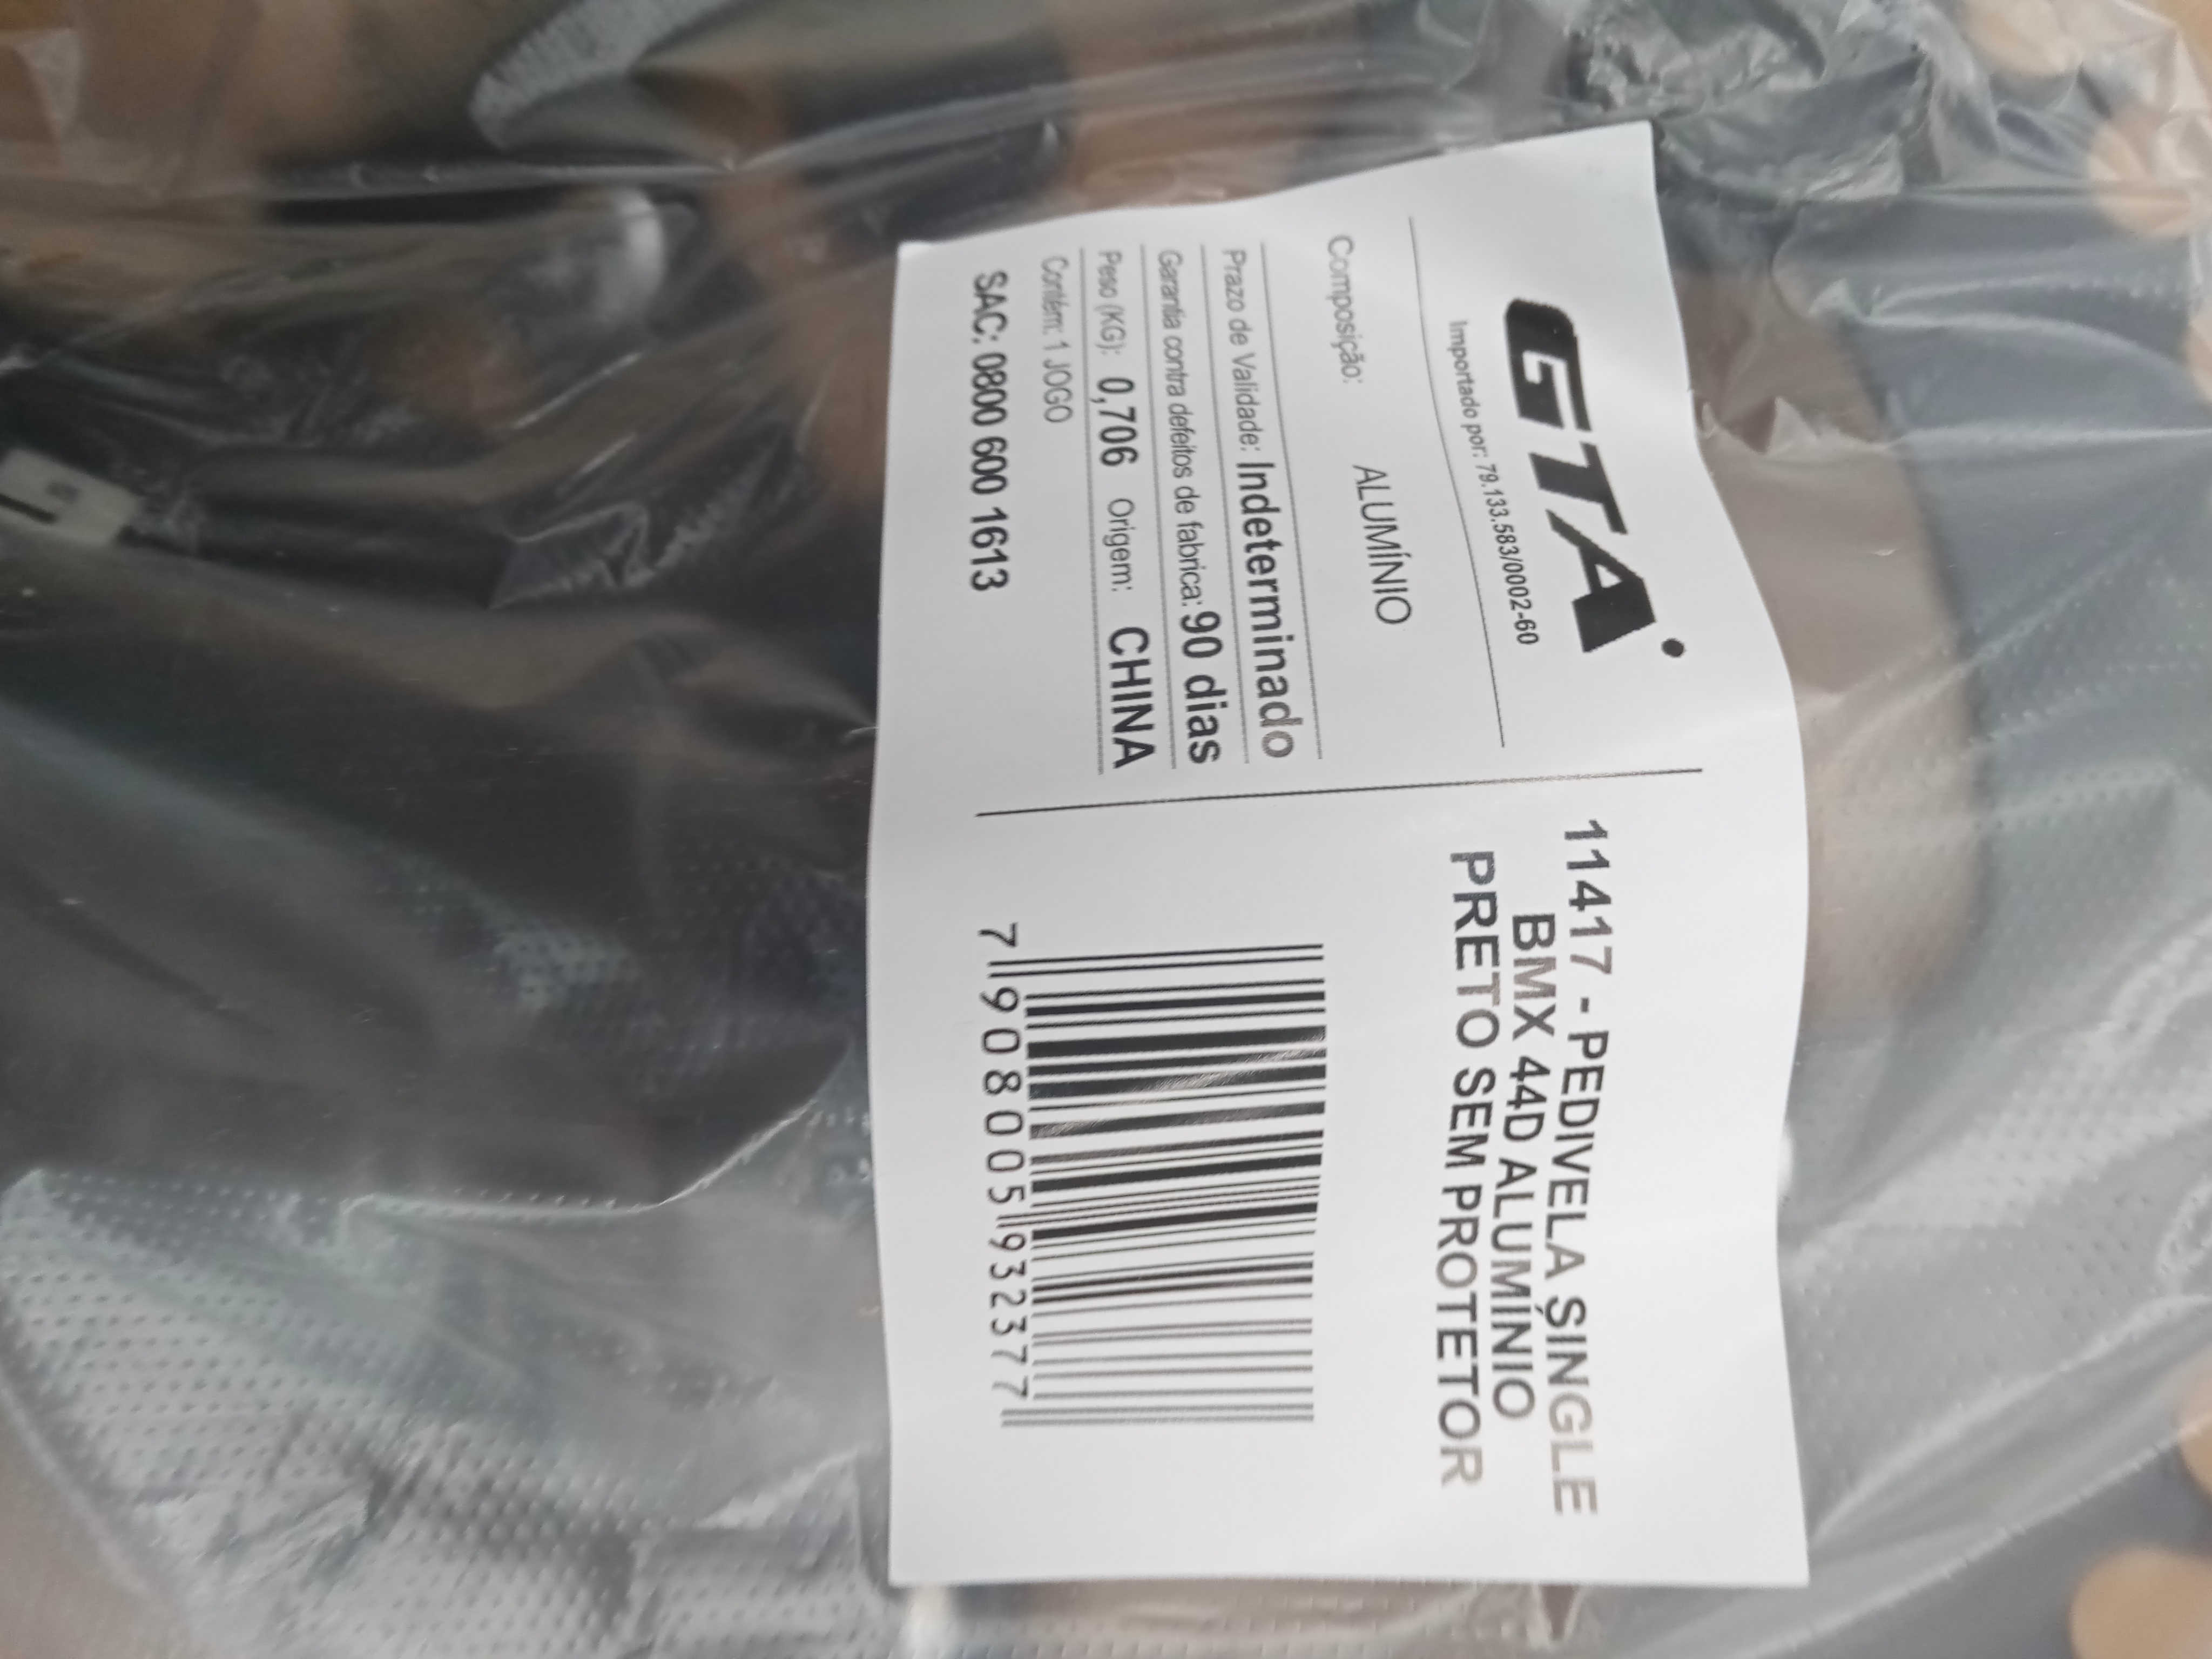 GTA
Importado por: 79.133.583/0002-60
Composição: ALUMÍNIO
Prazo de Validade: Indeterminado
Garantia contra defeitos de fabrica: 90 dias
Peso (KG): 0,706 Origem: CHINA
Contém: 1 JOGO
SAC: 0800 600 1613
11417 - PEDIVELA SINGLE
BMX 44D ALUMÍNIO
PRETO SEM PROTETOR
7 908005 932377